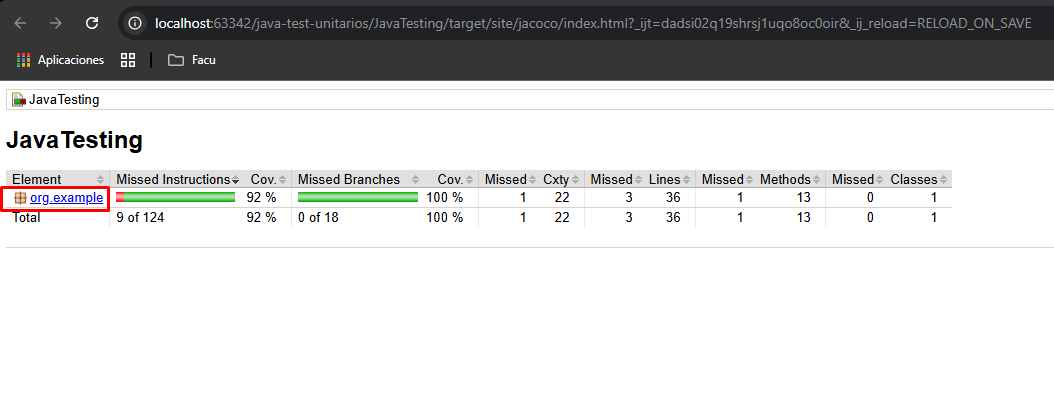 localhost:63342/java-test-unitarios/JavaTesting/target/site/jacoco/index.html?_ijt=dadsi02q19shrsj1uqo8oc0oir&_ij_reload=RELOAD_ON_SAVE
Aplicaciones Facu
JavaTesting
JavaTesting
Element Missed Instructions Cov. Missed Branches Cov. Missed Cxty Missed Lines Missed Methods Missed Classes
org.example 92 % 100 % 1 22 3 36 1 13 0 1
Total 9 of 124 92 % 0 of 18 100 % 1 22 3 36 1 13 0 1